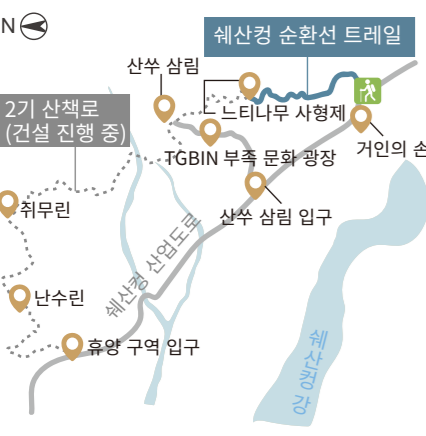 N
쉐산컹 순환선 트레일
산쑤 삼림
2기 산책로
(건설 진행 중)
느티나무 사형제
TGBIN 부족 문화 광장
거인의 손
취무린
산쑤 삼림 입구
쉐산컹 산업도로
난수린
휴양 구역 입구
쉐산컹 강